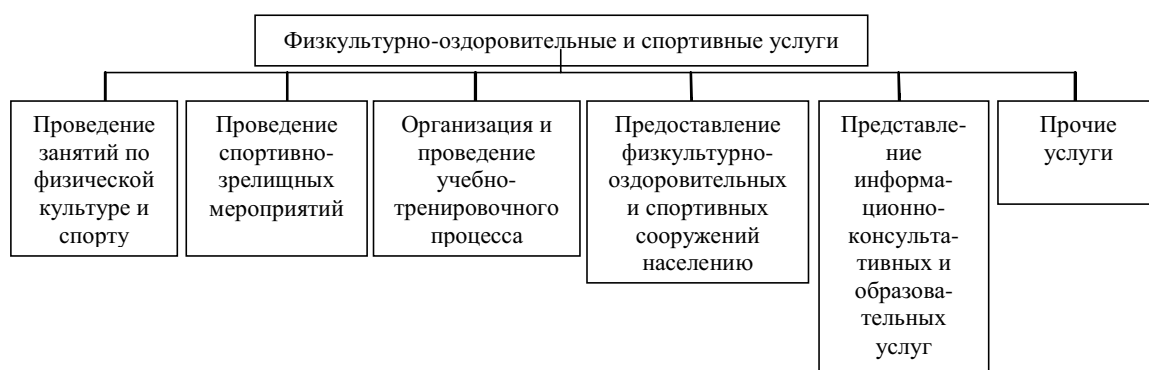 Физкультурно-оздоровительные и спортивные услуги
Проведение
занятий по
физической
культуре и
спорту
Проведение
спортивно-
зрелищных
мероприятий
Организация и
проведение
учебно-
тренировочного
процесса
Предоставление
физкультурно-
оздоровительных
и спортивных
сооружений
населению
Представле-
ние
информа-
ционно-
консульта-
тивных и
образова-
тельных
услуг
Прочие
услуги